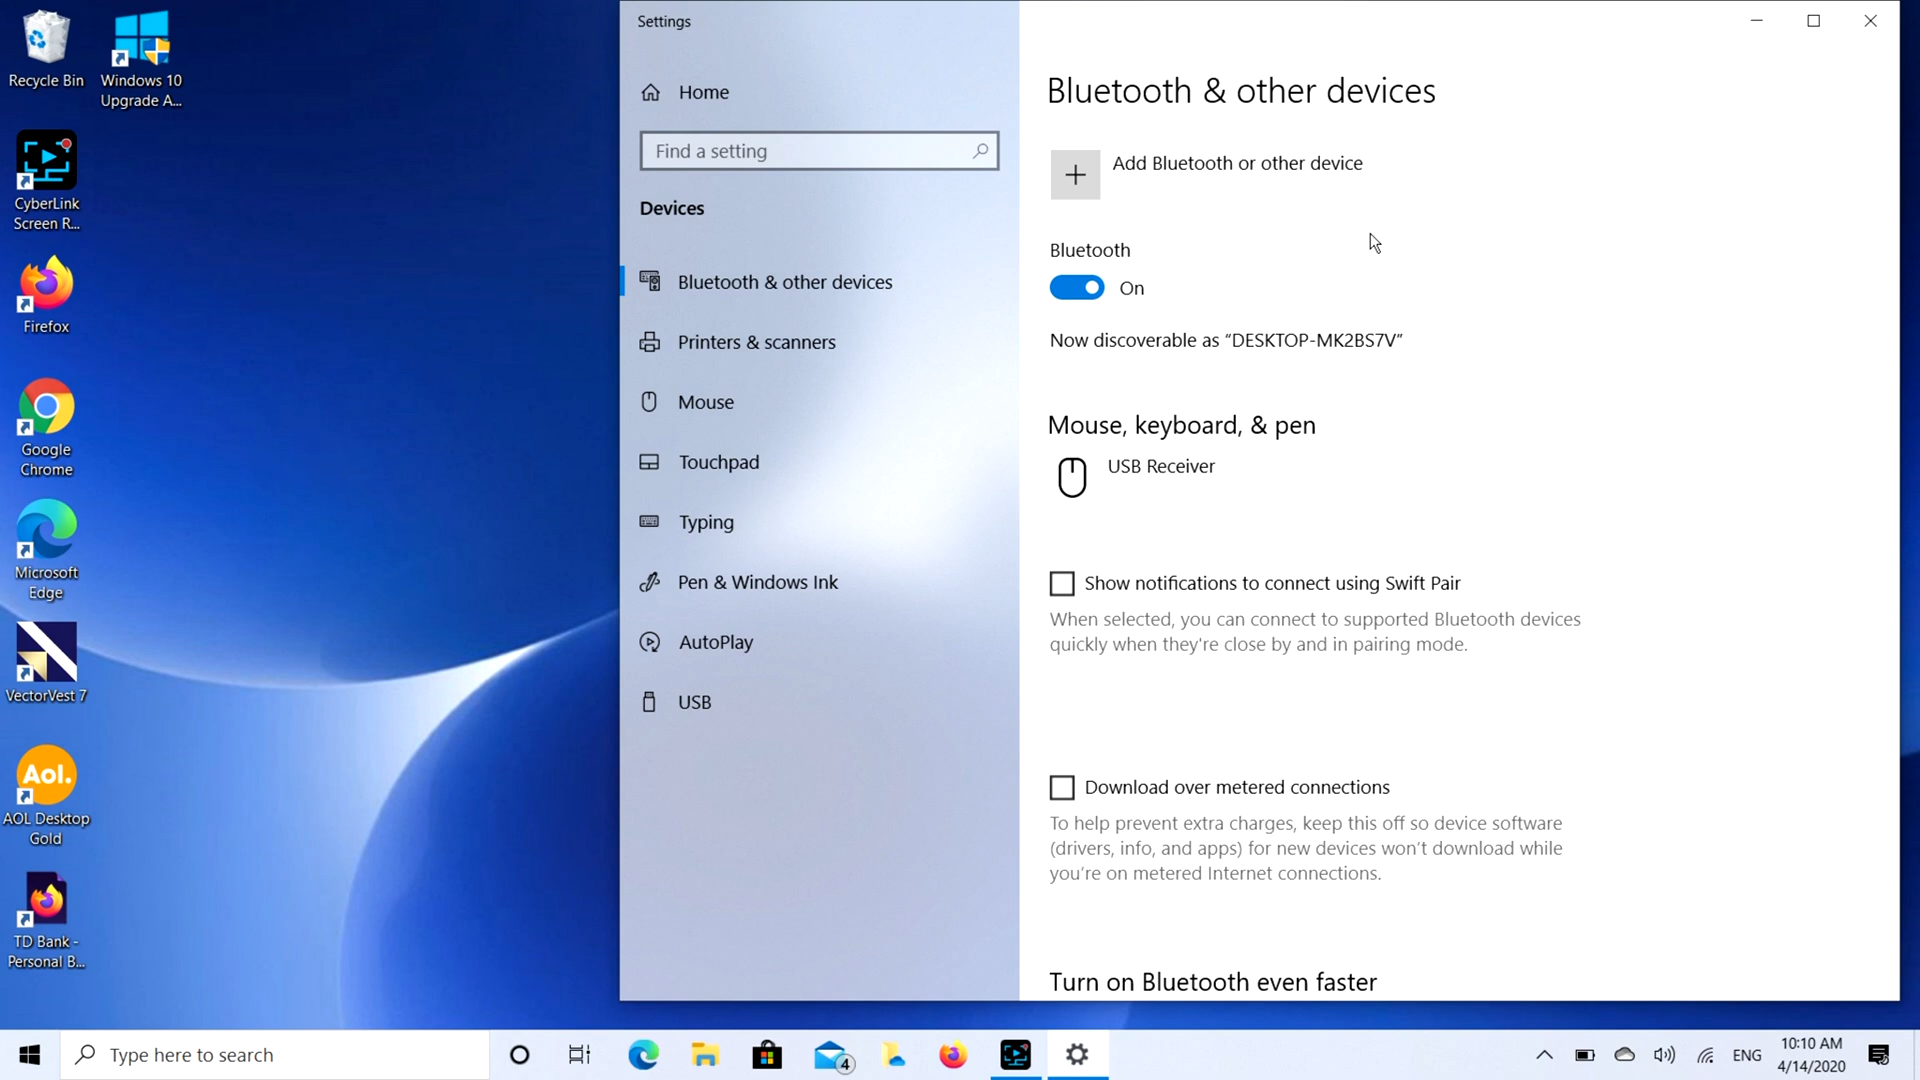 Recycle Bin
Windows 10
Upgrade A...
CyberLink
Screen R...
Firefox
Google
Chrome
Microsoft
Edge
VectorVest 7
Aol.
AOL Desktop
Gold
TD Bank -
Personal B...
Settings
Home
Find a setting
Devices
Bluetooth & other devices
Printers & scanners
Mouse
Touchpad
Typing
Pen & Windows Ink
AutoPlay
USB
Bluetooth & other devices
Add Bluetooth or other device
Bluetooth
On
Now discoverable as “DESKTOP-MK2BS7V”
Mouse, keyboard, & pen
USB Receiver
Show notifications to connect using Swift Pair
When selected, you can connect to supported Bluetooth devices
quickly when they're close by and in pairing mode.
Download over metered connections
To help prevent extra charges, keep this off so device software
(drivers, info, and apps) for new devices won’t download while
you’re on metered Internet connections.
Turn on Bluetooth even faster
Type here to search
4
ENG
10:10 AM
4/14/2020